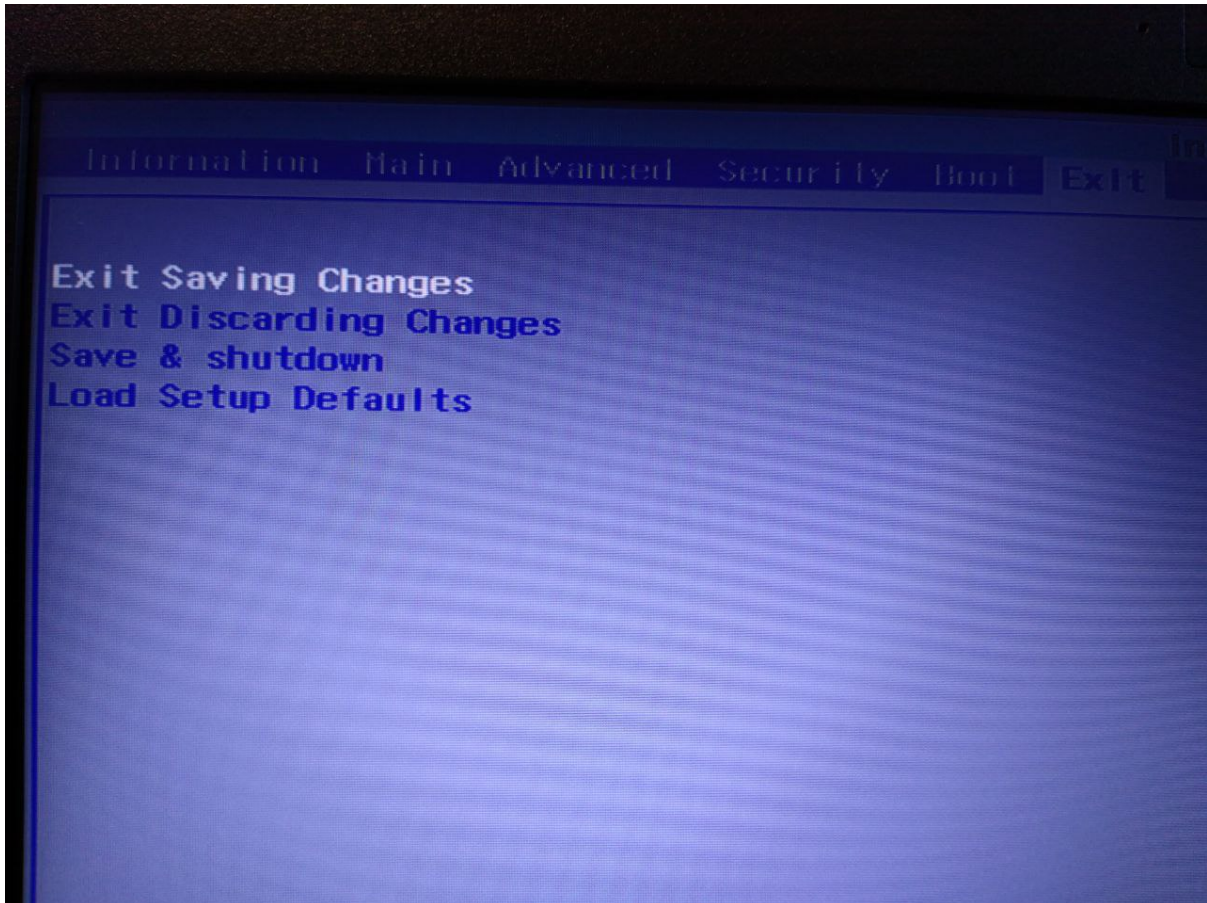 Information Main Advanced Security Boot Exit
Exit Saving Changes
Exit Discarding Changes
Save & shutdown
Load Setup Defaults